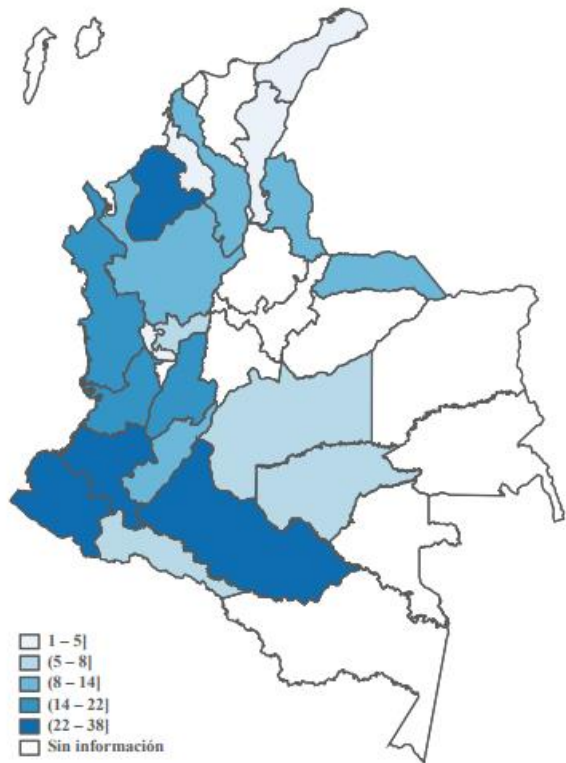 1 – 5]
(5 – 8]
(8 – 14]
(14 – 22]
(22 – 38]
Sin información